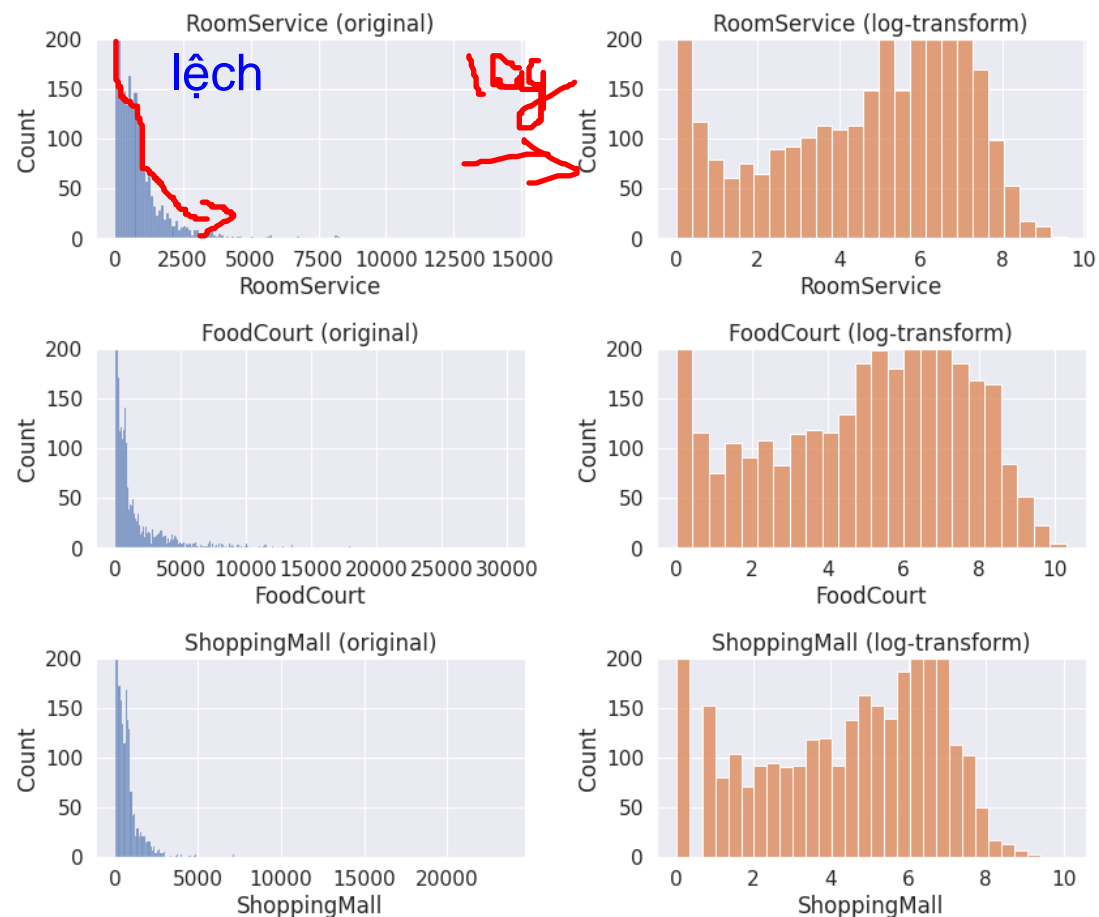 RoomService (original)
lệch
200
150
100
50
0
Count
0 2500 5000 7500 10000 12500 15000
RoomService
log
RoomService (log-transform)
200
150
100
50
0
Count
0 2 4 6 8 10
RoomService
FoodCourt (original)
200
150
100
50
0
Count
0 5000 10000 15000 20000 25000 30000
FoodCourt
FoodCourt (log-transform)
200
150
100
50
0
Count
0 2 4 6 8 10
FoodCourt
ShoppingMall (original)
200
150
100
50
0
Count
0 5000 10000 15000 20000
ShoppingMall
ShoppingMall (log-transform)
200
150
100
50
0
Count
0 2 4 6 8 10
ShoppingMall